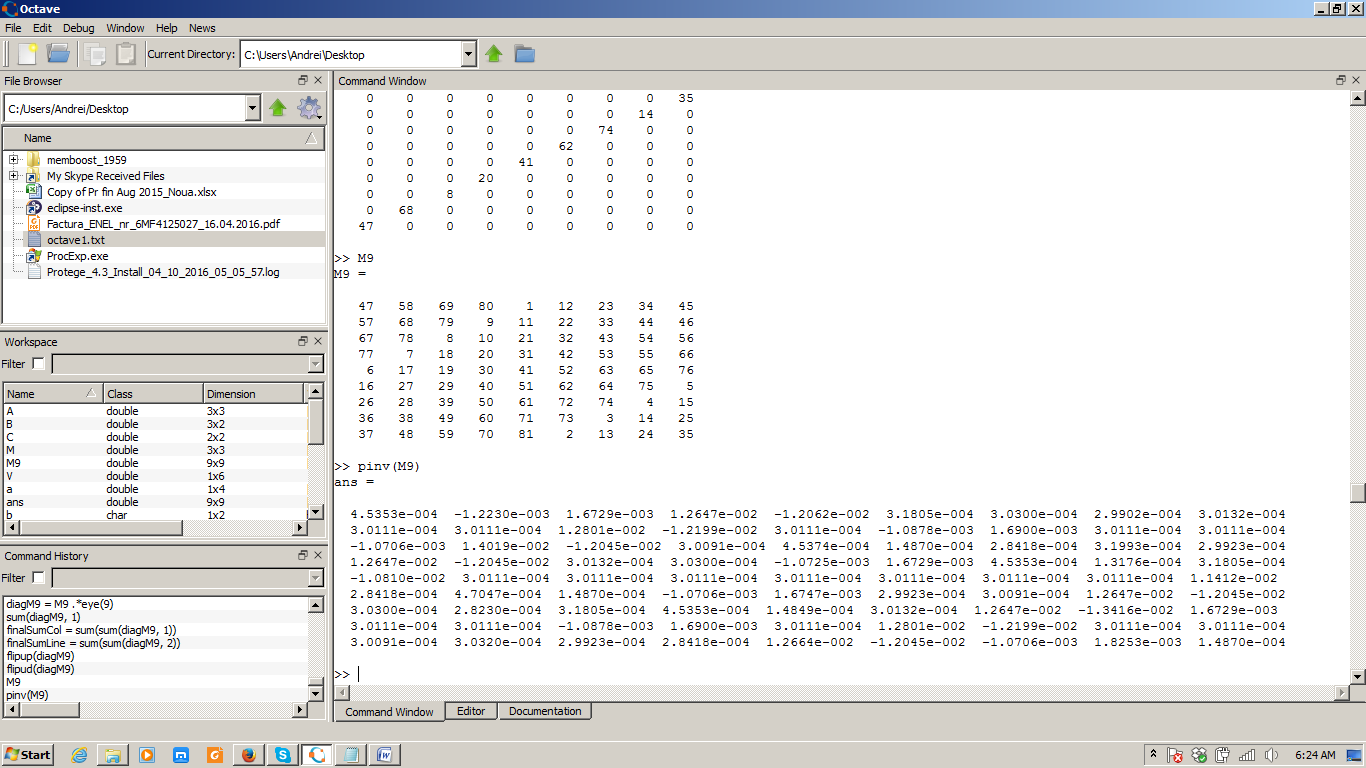 Octave
File Edit Debug Window Help News
Current Directory: C:\Users\Andrei\Desktop
File Browser
C:/Users/Andrei/Desktop
Name
memboost_1959
My Skype Received Files
Copy of Pr fin Aug 2015_Noua.xlsx
eclipse-inst.exe
Factura_ENEL_nr_6MF4125027_16.04.2016.pdf
octave1.txt
ProcExp.exe
Protege_4.3_Install_04_10_2016_05_05_57.log
Workspace
Filter
Name Class Dimension
A double 3x3
B double 3x2
C double 2x2
M double 3x3
M9 double 9x9
V double 1x6
a double 1x4
ans double 9x9
b char 1x2
Command History
Filter
diagM9 = M9 .*eye(9)
sum(diagM9, 1)
finalSumCol = sum(sum(diagM9, 1))
finalSumLine = sum(sum(diagM9, 2))
flipup(diagM9)
flipud(diagM9)
M9
pinv(M9)
Command Window
0 0 0 0 0 0 0 0 35
0 0 0 0 0 0 0 14 0
0 0 0 0 0 0 74 0 0
0 0 0 0 0 62 0 0 0
0 0 0 0 41 0 0 0 0
0 0 0 20 0 0 0 0 0
0 0 8 0 0 0 0 0 0
0 68 0 0 0 0 0 0 0
47 0 0 0 0 0 0 0 0
>> M9
M9 =
47 58 69 80 1 12 23 34 45
57 68 79 9 11 22 33 44 46
67 78 8 10 21 32 43 54 56
77 7 18 20 31 42 53 55 66
6 17 19 30 41 52 63 65 76
16 27 29 40 51 62 64 75 5
26 28 39 50 61 72 74 4 15
36 38 49 60 71 73 3 14 25
37 48 59 70 81 2 13 24 35
>> pinv(M9)
ans =
4.5353e-004 -1.2230e-003 1.6729e-003 1.2647e-002 -1.2062e-002 3.1805e-004 3.0300e-004 2.9902e-004 3.0132e-004
3.0111e-004 3.0111e-004 1.2801e-002 -1.2199e-002 3.0111e-004 -1.0878e-003 1.6900e-003 3.0111e-004 3.0111e-004
-1.0706e-003 1.4019e-002 -1.2045e-002 3.0091e-004 4.5374e-004 1.4870e-004 2.8418e-004 3.1993e-004 2.9923e-004
1.2647e-002 -1.2045e-002 3.0132e-004 3.0300e-004 -1.0725e-003 1.6729e-003 4.5353e-004 1.3176e-004 3.1805e-004
-1.0810e-002 3.0111e-004 3.0111e-004 3.0111e-004 3.0111e-004 3.0111e-004 3.0111e-004 3.0111e-004 1.1412e-002
2.8418e-004 4.7047e-004 1.4870e-004 -1.0706e-003 1.6747e-003 2.9923e-004 3.0091e-004 1.2647e-002 -1.2045e-002
3.0300e-004 2.8230e-004 3.1805e-004 4.5353e-004 1.4849e-004 3.0132e-004 1.2647e-002 -1.3416e-002 1.6729e-003
3.0111e-004 3.0111e-004 -1.0878e-003 1.6900e-003 3.0111e-004 1.2801e-002 -1.2199e-002 3.0111e-004 3.0111e-004
3.0091e-004 3.0320e-004 2.9923e-004 2.8418e-004 1.2664e-002 -1.2045e-002 -1.0706e-003 1.8253e-003 1.4870e-004
>>
Command Window Editor Documentation
Start
6:24 AM